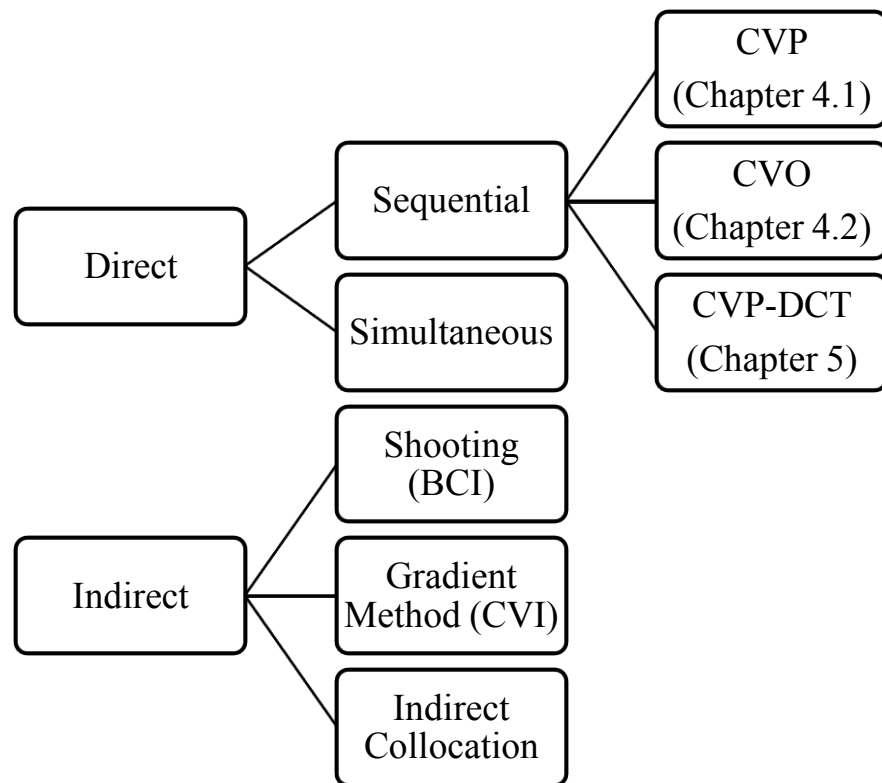 Direct
Sequential
Simultaneous
CVP
(Chapter 4.1)
CVO
(Chapter 4.2)
CVP-DCT
(Chapter 5)
Indirect
Shooting
(BCI)
Gradient
Method (CVI)
Indirect
Collocation